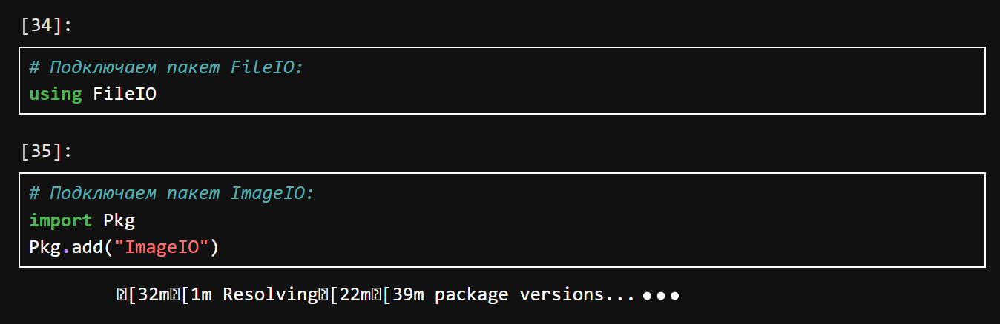 [34]:
# Подключаем пакет FileIO:
using FileIO
[35]:
# Подключаем пакет ImageIO:
import Pkg
Pkg.add("ImageIO")
�[32m�[1m Resolving�[22m�[39m package versions... •••